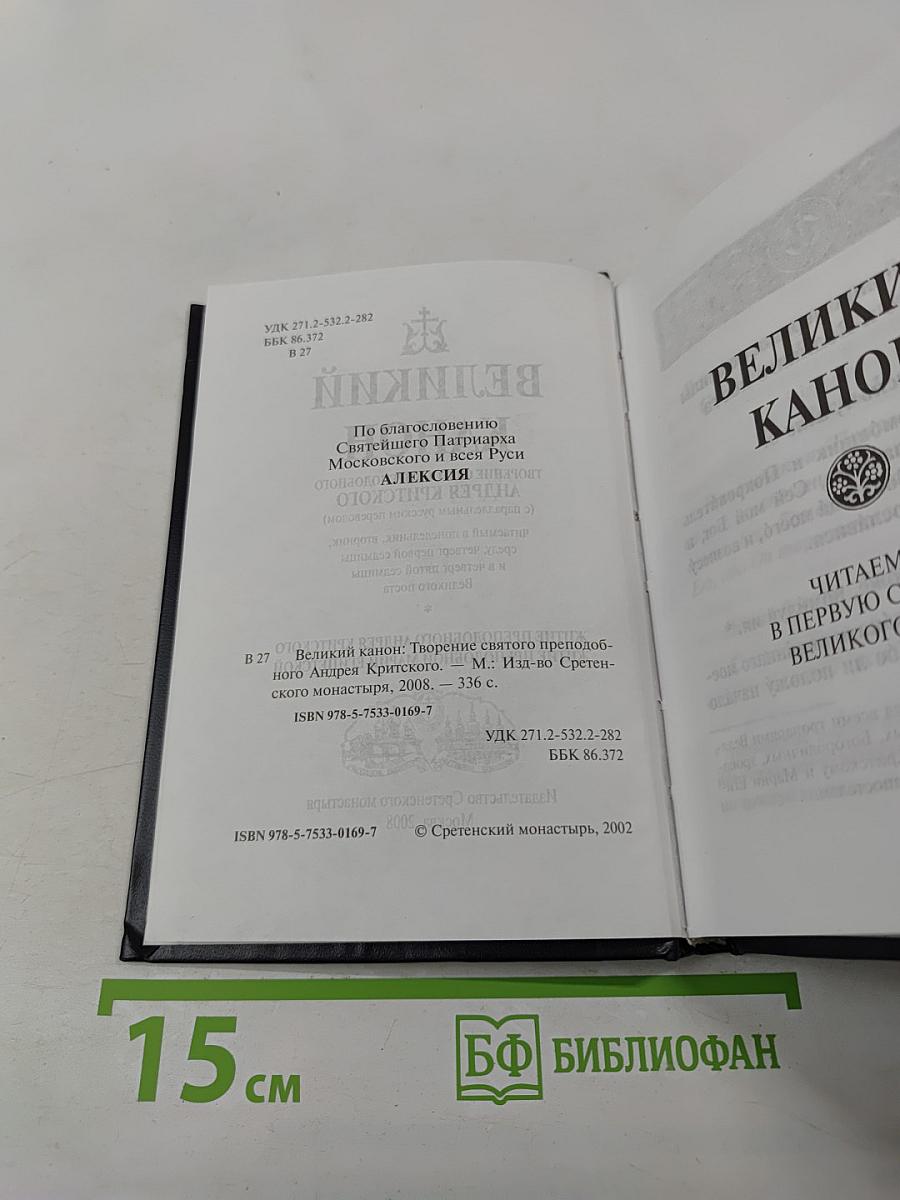 УДК 271.2-532.2-282
ББК 86.372
В 27
По благословению
Святейшего Патриарха
Московского и всея Руси
АЛЕКСИЯ
В 27 Великий канон: Творение святого преподоб-
ного Андрея Критского. — М.: Изд-во Сретен-
ского монастыря, 2008. — 336 с.
ISBN 978-5-7533-0169-7
УДК 271.2-532.2-282
ББК 86.372
ISBN 978-5-7533-0169-7 © Сретенский монастырь, 2002
ВЕЛИКИ
КАНО
ЧИТАЕМ
В ПЕРВУЮ С
ВЕЛИКОГО
15 см
БФ БИБЛИОФАН